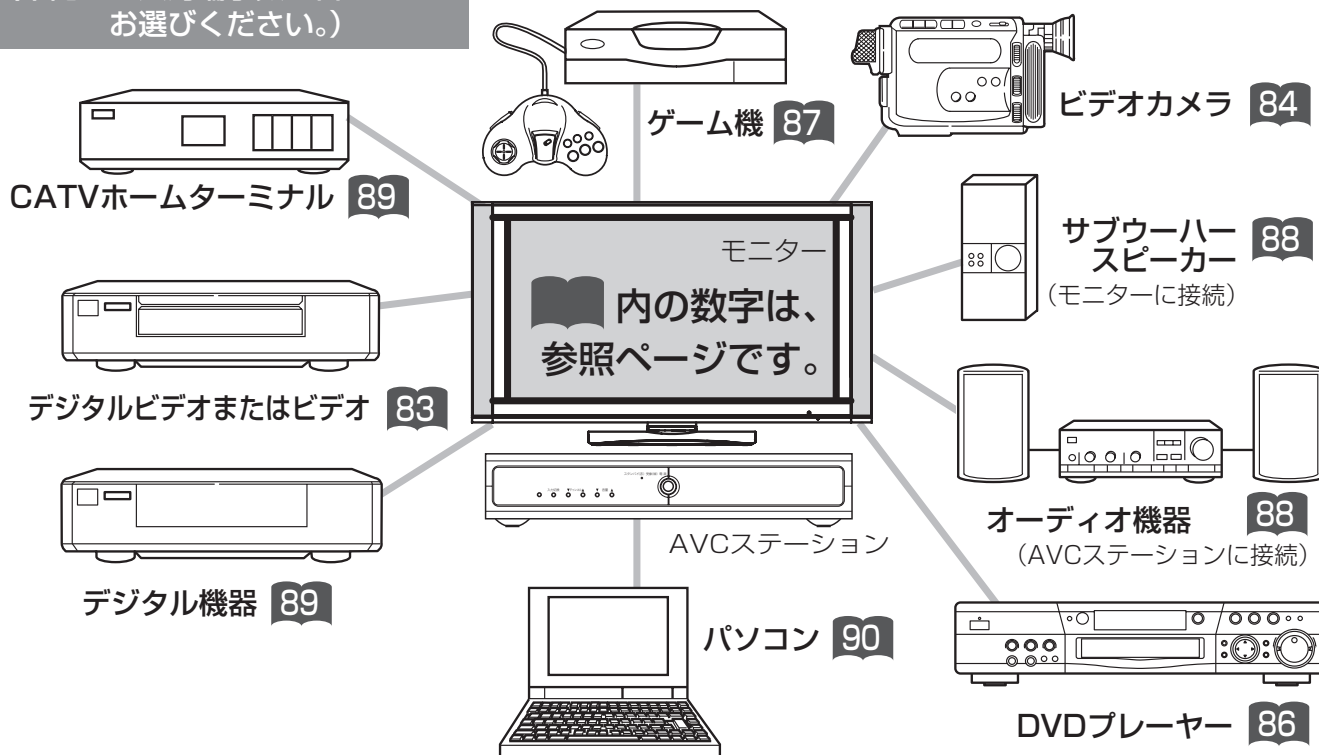 お選びください。)
ゲーム機 87
ビデオカメラ 84
CATVホームターミナル 89
サブウーハー
スピーカー 88
(モニターに接続)
モニター
内の数字は、
参照ページです。
デジタルビデオまたはビデオ 83
オーディオ機器 88
(AVCステーションに接続)
AVCステーション
デジタル機器 89
パソコン 90
DVDプレーヤー 86